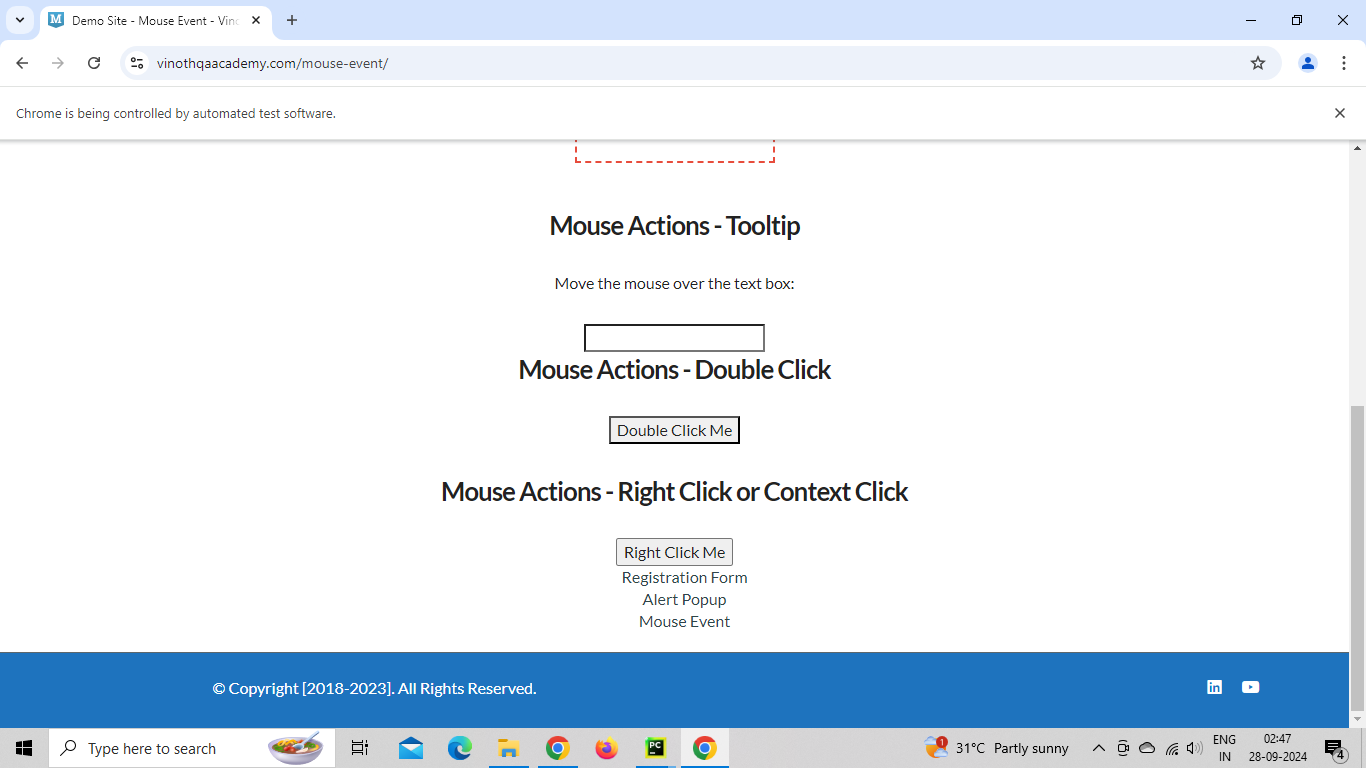 Demo Site - Mouse Event - Vin
vinothqaacademy.com/mouse-event/
Chrome is being controlled by automated test software.
Mouse Actions - Tooltip
Move the mouse over the text box:
Mouse Actions - Double Click
Double Click Me
Mouse Actions - Right Click or Context Click
Right Click Me
Registration Form
Alert Popup
Mouse Event
© Copyright [2018-2023]. All Rights Reserved.
Type here to search
PC
1
31°C Partly sunny
ENG
IN
02:47
28-09-2024
4